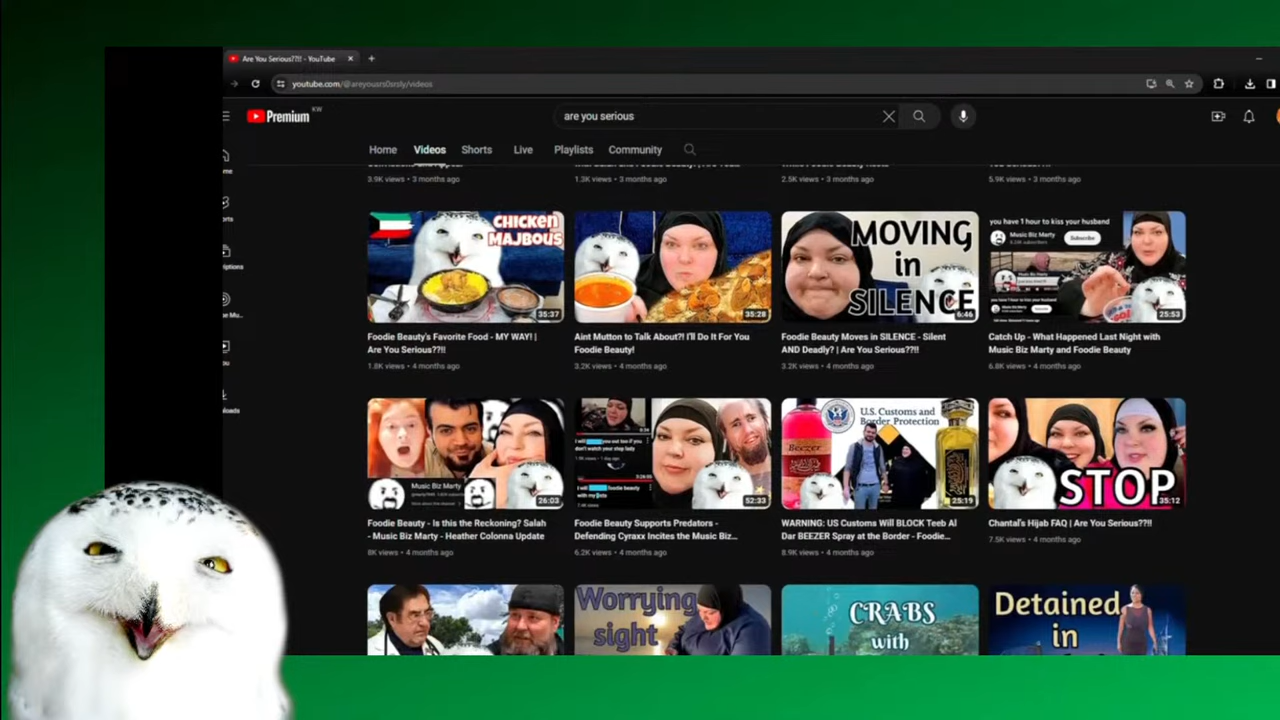 Are You Serious??!! - YouTube
youtube.com/@areyousrs0srsly/videos
Premium KW
are you serious
Home Videos Shorts Live Playlists Community
3.9K views • 3 months ago
1.3K views • 3 months ago
2.5K views • 3 months ago
5.9K views • 3 months ago
CHICKEN
MAJBOUS
35:37
35:28
MOVING
in
SILENCE
6:46
you have 1 hour to kiss your husband
Music Biz Marty
Subscribe
25:53
Foodie Beauty's Favorite Food - MY WAY! |
Are You Serious??!!
1.8K views • 4 months ago
Aint Mutton to Talk About?! I'll Do It For You
Foodie Beauty!
3.2K views • 4 months ago
Foodie Beauty Moves in SILENCE - Silent
AND Deadly? | Are You Serious??!!
3.2K views • 4 months ago
Catch Up - What Happened Last Night with
Music Biz Marty and Foodie Beauty
6.8K views • 4 months ago
Music Biz Marty
26:03
52:33
U.S. Customs and
Border Protection
Beezer
25:19
STOP
35:12
Foodie Beauty - Is this the Reckoning? Salah
- Music Biz Marty - Heather Colonna Update
8K views • 4 months ago
Foodie Beauty Supports Predators -
Defending Cyraxx Incites the Music Biz...
6.2K views • 4 months ago
WARNING: US Customs Will BLOCK Teeb Al
Dar BEEZER Spray at the Border - Foodie...
8.9K views • 4 months ago
Chantal's Hijab FAQ | Are You Serious??!!
7.5K views • 4 months ago
Worrying
sight
CRABS
with
Detained
in